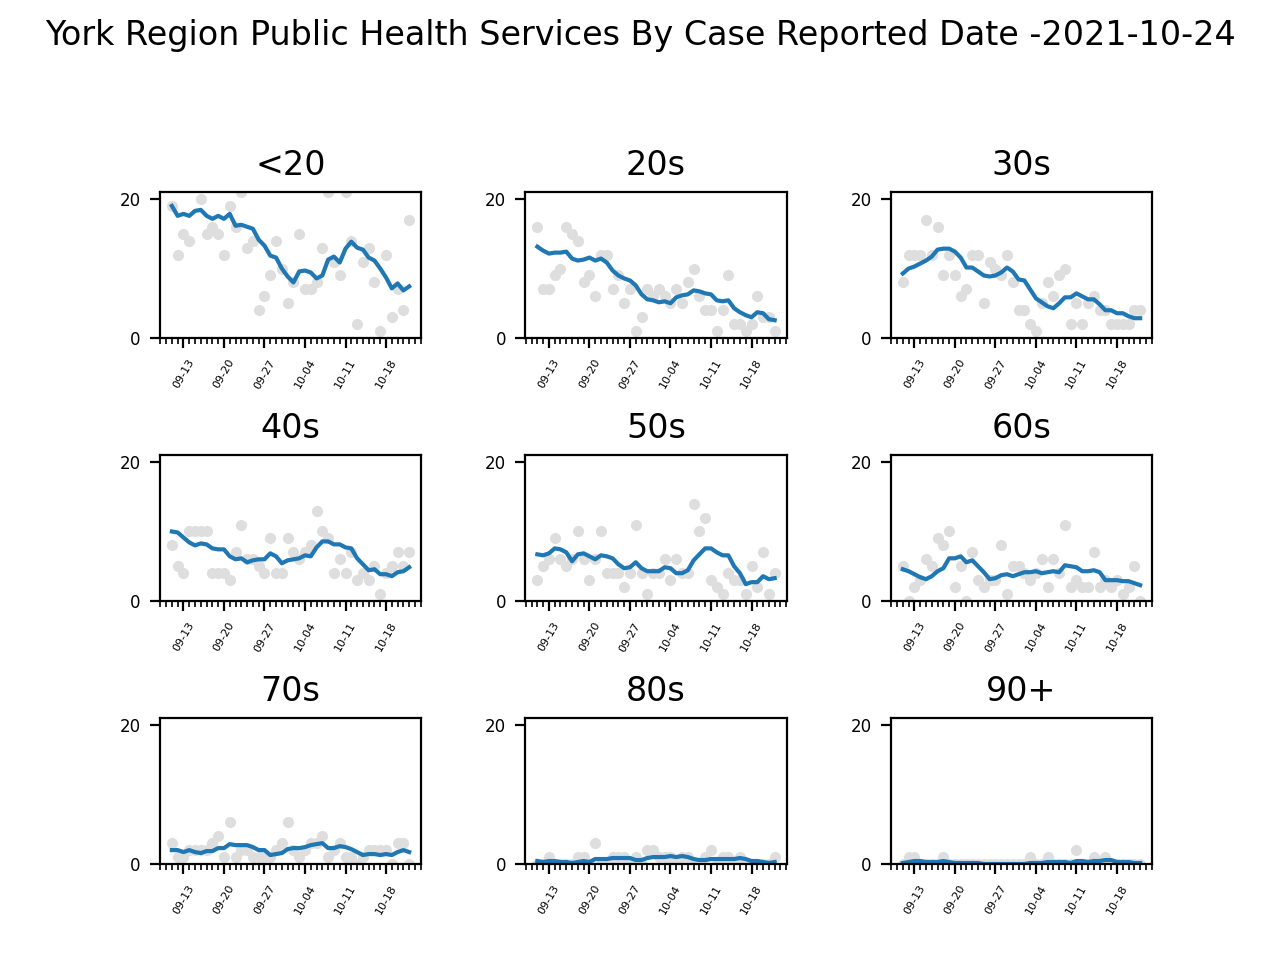 York Region Public Health Services By Case Reported Date -2021-10-24
<20 20s 30s
20 20 20
0 0 0
09-13 09-20 09-27 10-04 10-11 10-18 09-13 09-20 09-27 10-04 10-11 10-18 09-13 09-20 09-27 10-04 10-11 10-18
40s 50s 60s
20 20 20
0 0 0
09-13 09-20 09-27 10-04 10-11 10-18 09-13 09-20 09-27 10-04 10-11 10-18 09-13 09-20 09-27 10-04 10-11 10-18
70s 80s 90+
20 20 20
0 0 0
09-13 09-20 09-27 10-04 10-11 10-18 09-13 09-20 09-27 10-04 10-11 10-18 09-13 09-20 09-27 10-04 10-11 10-18